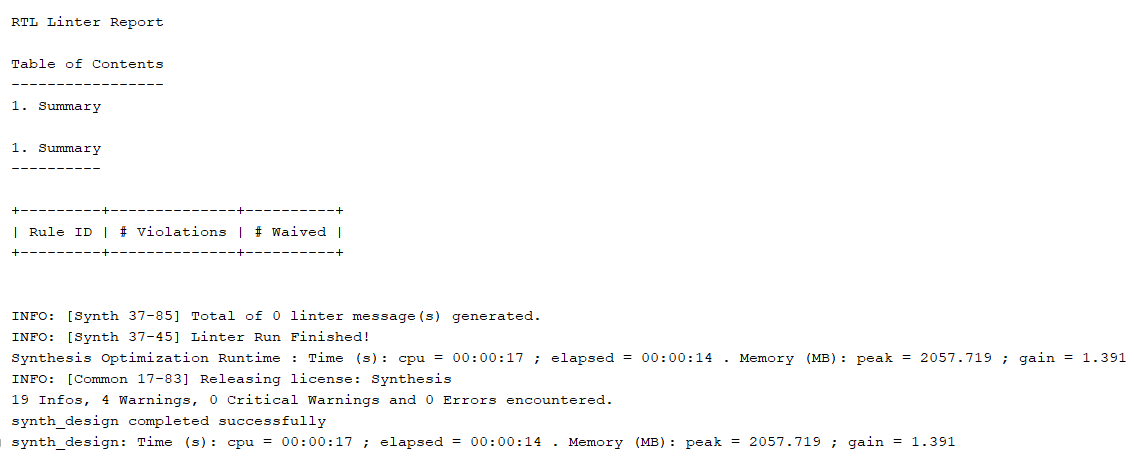 RTL Linter Report
Table of Contents
-----------------
1. Summary
1. Summary
----------
+---------+--------------+----------+
| Rule ID | # Violations | # Waived |
+---------+--------------+----------+
INFO: [Synth 37-85] Total of 0 linter message(s) generated.
INFO: [Synth 37-45] Linter Run Finished!
Synthesis Optimization Runtime : Time (s): cpu = 00:00:17 ; elapsed = 00:00:14 . Memory (MB): peak = 2057.719 ; gain = 1.391
INFO: [Common 17-83] Releasing license: Synthesis
19 Infos, 4 Warnings, 0 Critical Warnings and 0 Errors encountered.
synth_design completed successfully
synth_design: Time (s): cpu = 00:00:17 ; elapsed = 00:00:14 . Memory (MB): peak = 2057.719 ; gain = 1.391